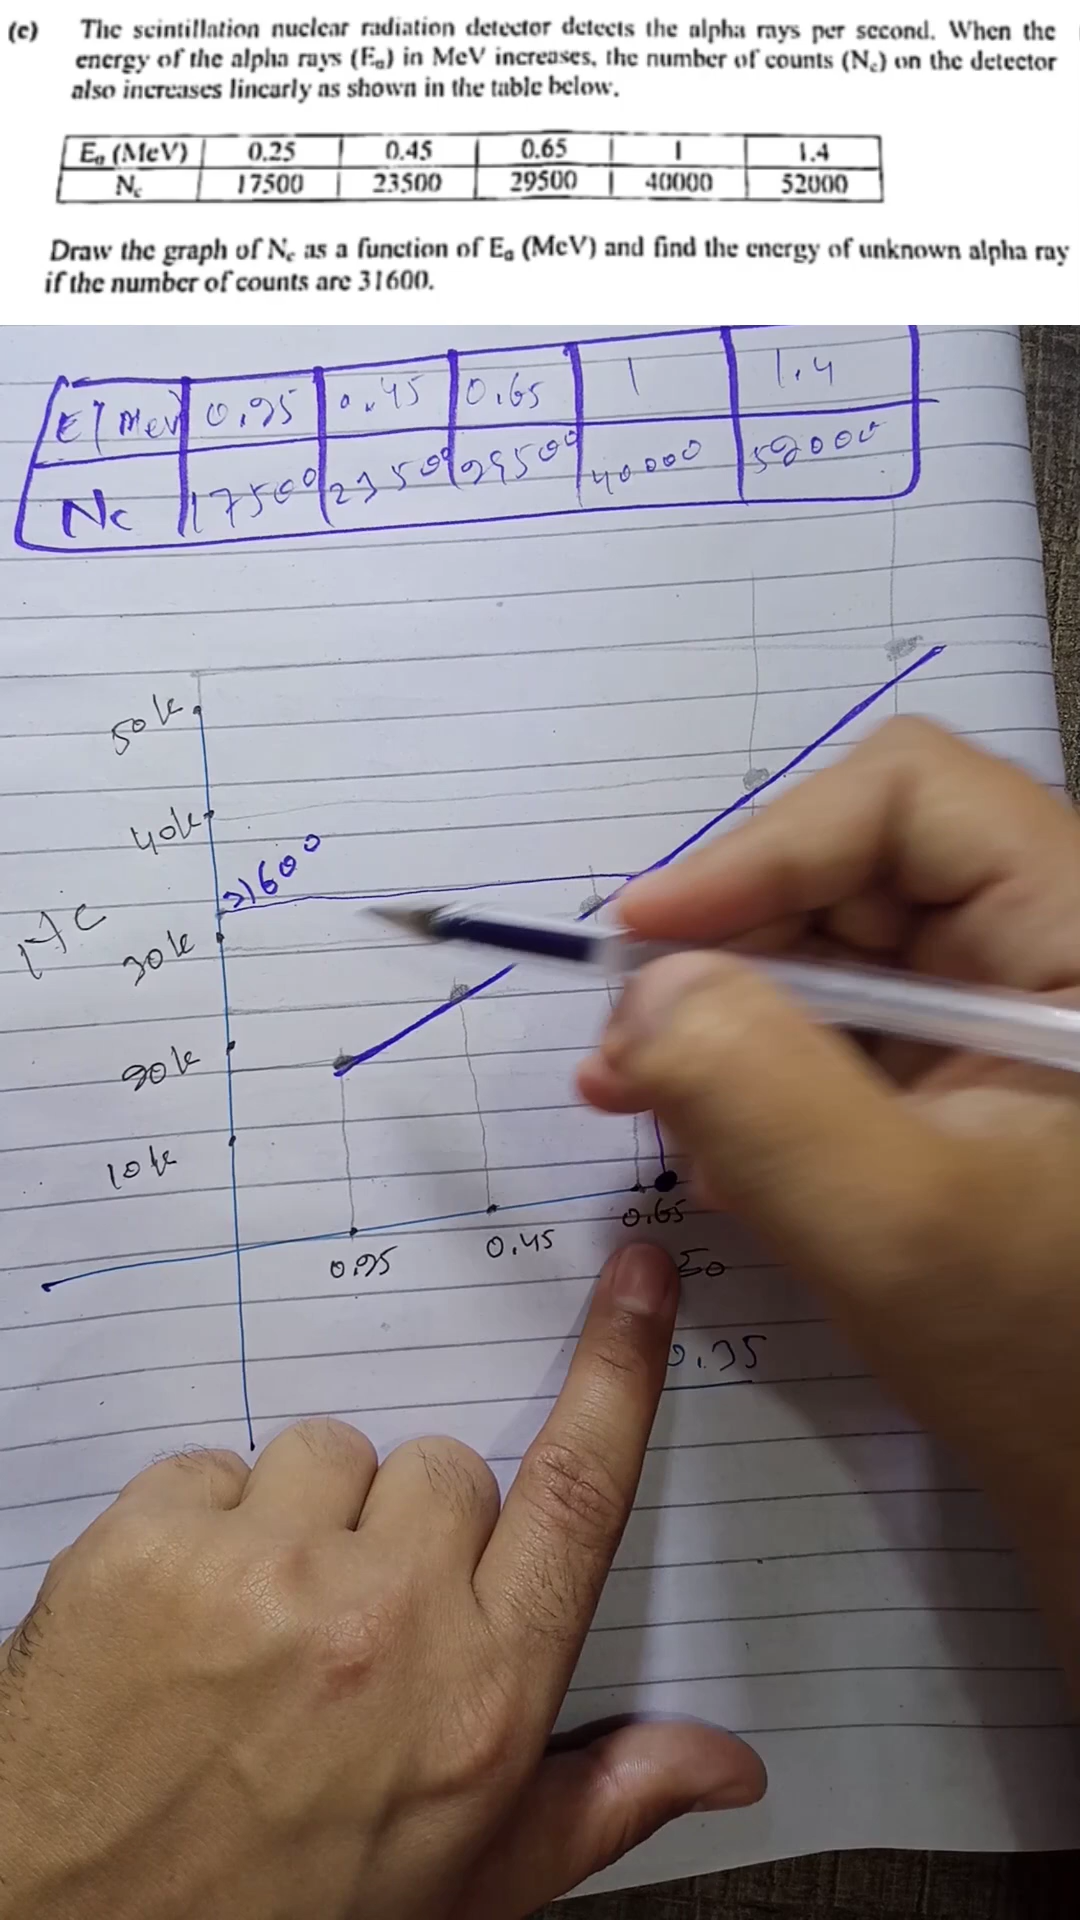 (c) The scintillation nuclear radiation detector detects the alpha rays per second. When the
energy of the alpha rays (Eα) in MeV increases, the number of counts (Nc) on the detector
also increases linearly as shown in the table below.
Eα (MeV) 0.25 0.45 0.65 1 1.4
Nc 17500 23500 29500 40000 52000
Draw the graph of Nc as a function of Eα (MeV) and find the energy of unknown alpha ray
if the number of counts are 31600.
0.25 0.45 0.65 1 1.4
Nc 17500 23500 29500 40000 52000
50k
40k
31600
30k
20k
10k
0.65
0.45
0.25